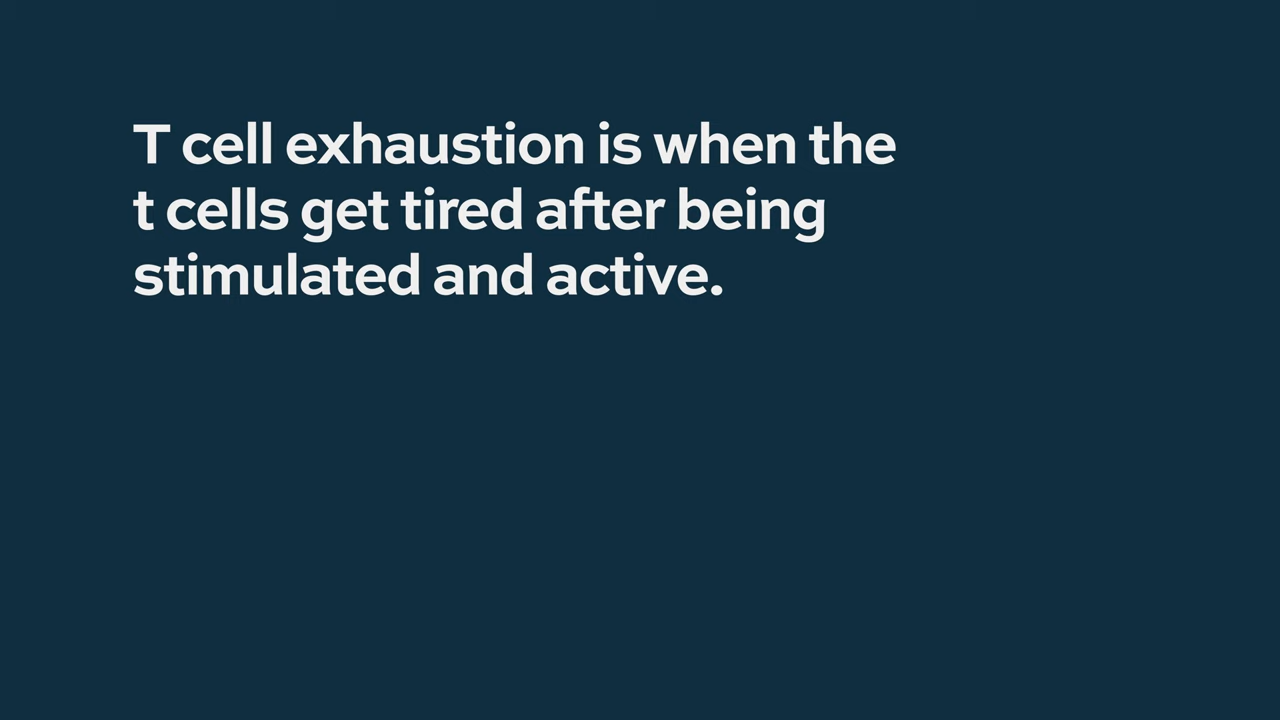 T cell exhaustion is when the
t cells get tired after being
stimulated and active.